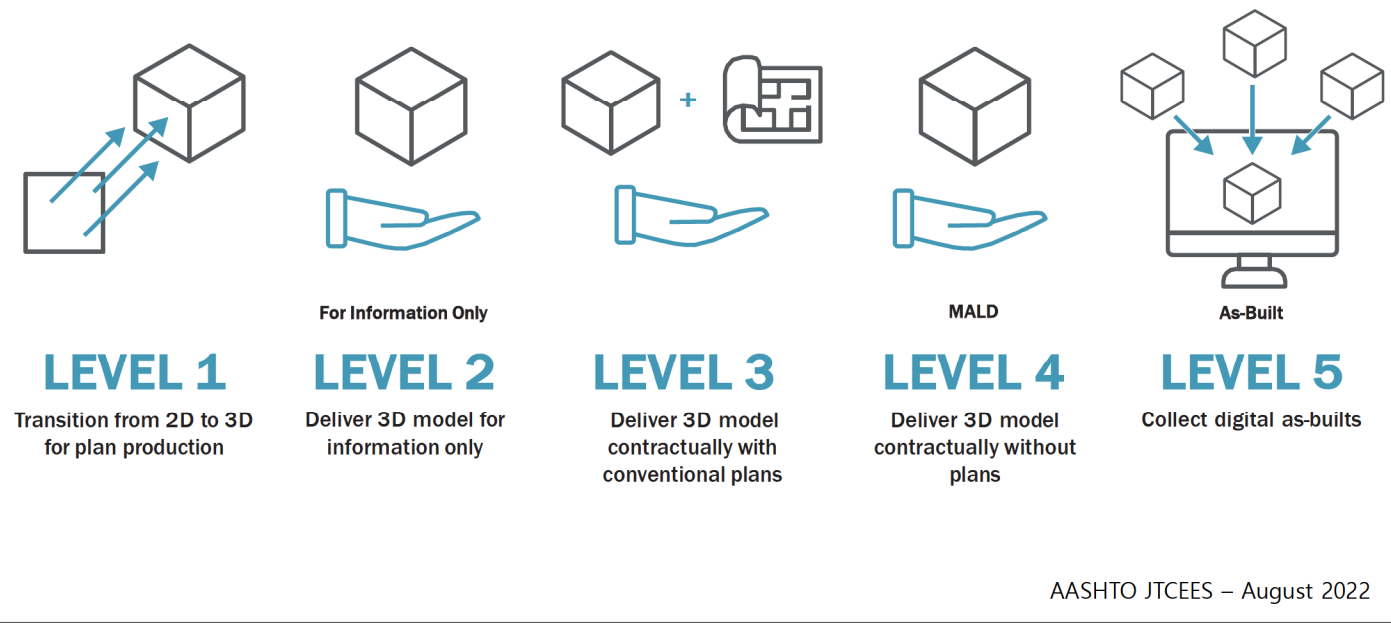 +
For Information Only
MALD
As-Built
LEVEL 1
LEVEL 2
LEVEL 3
LEVEL 4
LEVEL 5
Transition from 2D to 3D
for plan production
Deliver 3D model for
information only
Deliver 3D model
contractually with
conventional plans
Deliver 3D model
contractually without
plans
Collect digital as-builts
AASHTO JTCEES – August 2022